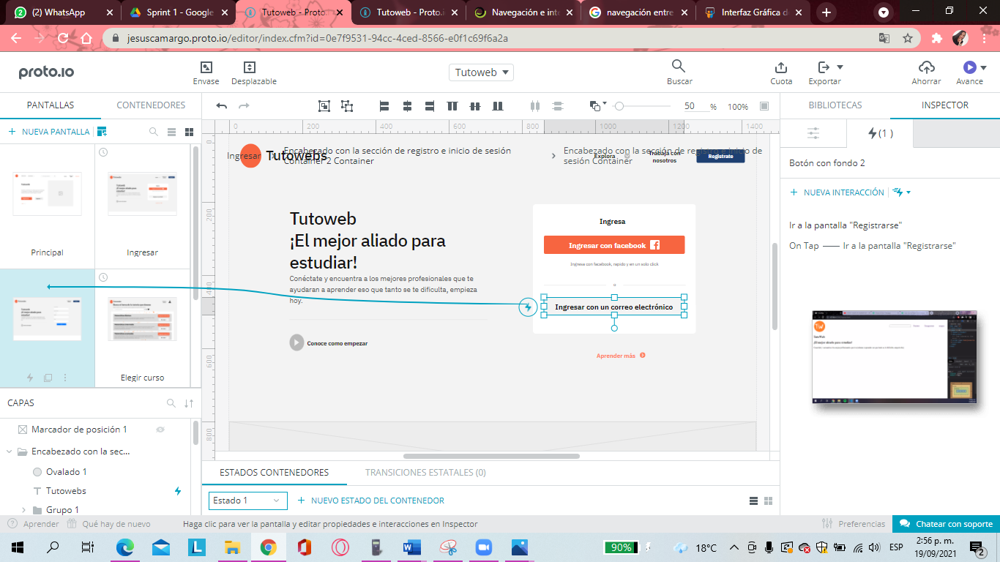 (2) WhatsApp
Sprint 1 - Google
Tutoweb - Proto.
Tutoweb - Proto.i
Navegación e inte
navegación entre
Interfaz Gráfica d
jesuscamargo.proto.io/editor/index.cfm?id=0e7f9531-94cc-4ced-8566-e0f1c69f6a2a
proto.io
Envase
Desplazable
Tutoweb
Buscar
Cuota
Exportar
Ahorrar
Avance
PANTALLAS
CONTENEDORES
50 %
100%
BIBLIOTECAS
INSPECTOR
+ NUEVA PANTALLA
(1)
0 200 400 600 800 1000 1200 1400
0
200
400
600
800
Principal
Ingresar
Elegir curso
Ingresar
Tutowebs
Encabezado con la sección de registro e inicio de sesión
Container 2 Container
Encabezado con la sección de registro e inicio de
sesión Container
Explora
Trabaja con
nosotros
Regístrate
Tutoweb
¡El mejor aliado para
estudiar!
Conéctate y encuentra a los mejores profesionales que te
ayudaran a aprender eso que tanto se te dificulta, empieza
hoy.
Conoce como empezar
Ingresa
Ingresar con facebook
Ingresa con facebook, rapido y en un solo click
o
Ingresar con un correo electrónico
Aprender más
Botón con fondo 2
+ NUEVA INTERACCIÓN
Ir a la pantalla "Registrarse"
On Tap —— Ir a la pantalla "Registrarse"
CAPAS
Marcador de posición 1
Encabezado con la sec...
Ovalado 1
Tutowebs
Grupo 1
ESTADOS CONTENEDORES
TRANSICIONES ESTATALES (0)
Estado 1
+ NUEVO ESTADO DEL CONTENEDOR
Aprender
Qué hay de nuevo
Haga clic para ver la pantalla y editar propiedades e interacciones en Inspector
Preferencias
Chatear con soporte
90%
18°C
ESP
2:56 p. m.
19/09/2021
2